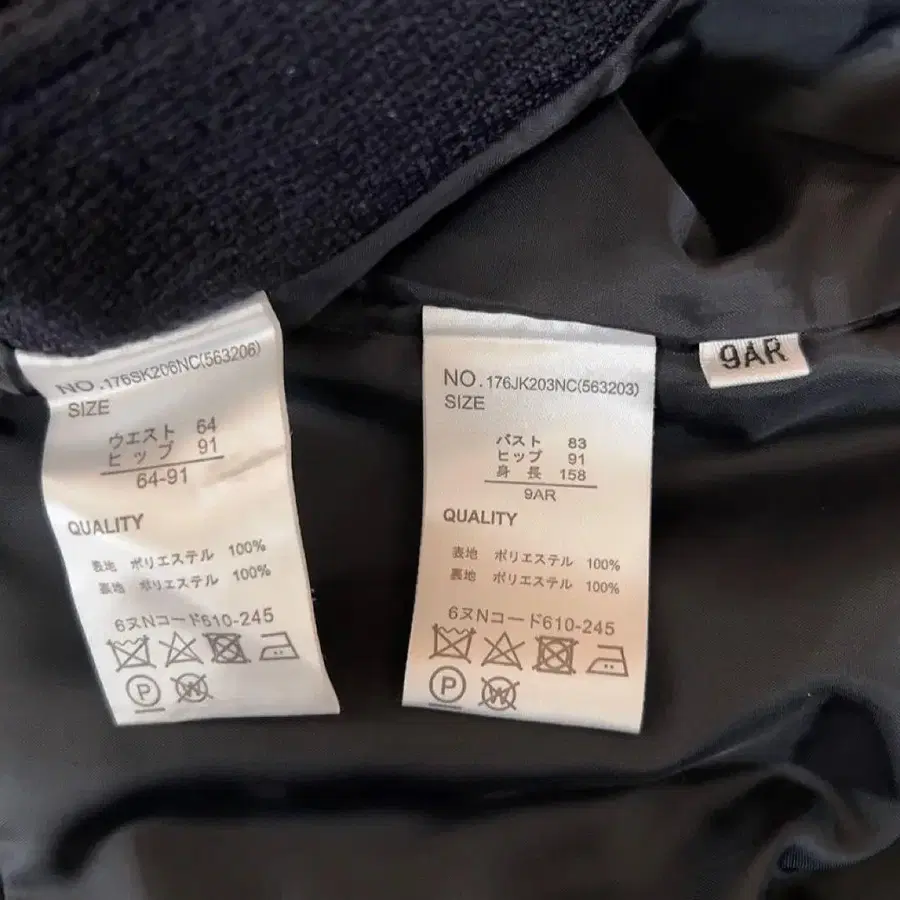 NO.176SK206NC(563206)
SIZE
ウエスト 64
ヒップ 91
64-91
QUALITY
表地 ポリエステル 100%
裏地 ポリエステル 100%
6ヌNコード610-245
P
W
NO.176JK203NC(563203)
SIZE
バスト 83
ヒップ 91
身長 158
9AR
QUALITY
表地 ポリエステル 100%
裏地 ポリエステル 100%
6ヌNコード610-245
P
W
9AR